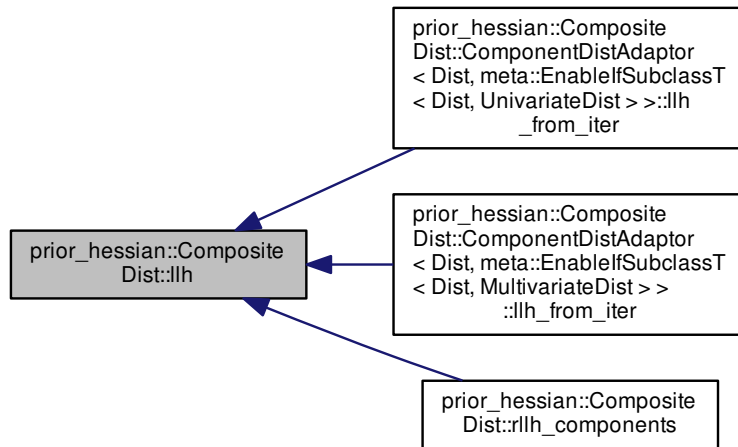 prior_hessian::Composite
Dist::ComponentDistAdaptor
< Dist, meta::EnableIfSubclassT
< Dist, UnivariateDist > >::llh
_from_iter
prior_hessian::Composite
Dist::llh
prior_hessian::Composite
Dist::ComponentDistAdaptor
< Dist, meta::EnableIfSubclassT
< Dist, MultivariateDist > >
::llh_from_iter
prior_hessian::Composite
Dist::rllh_components